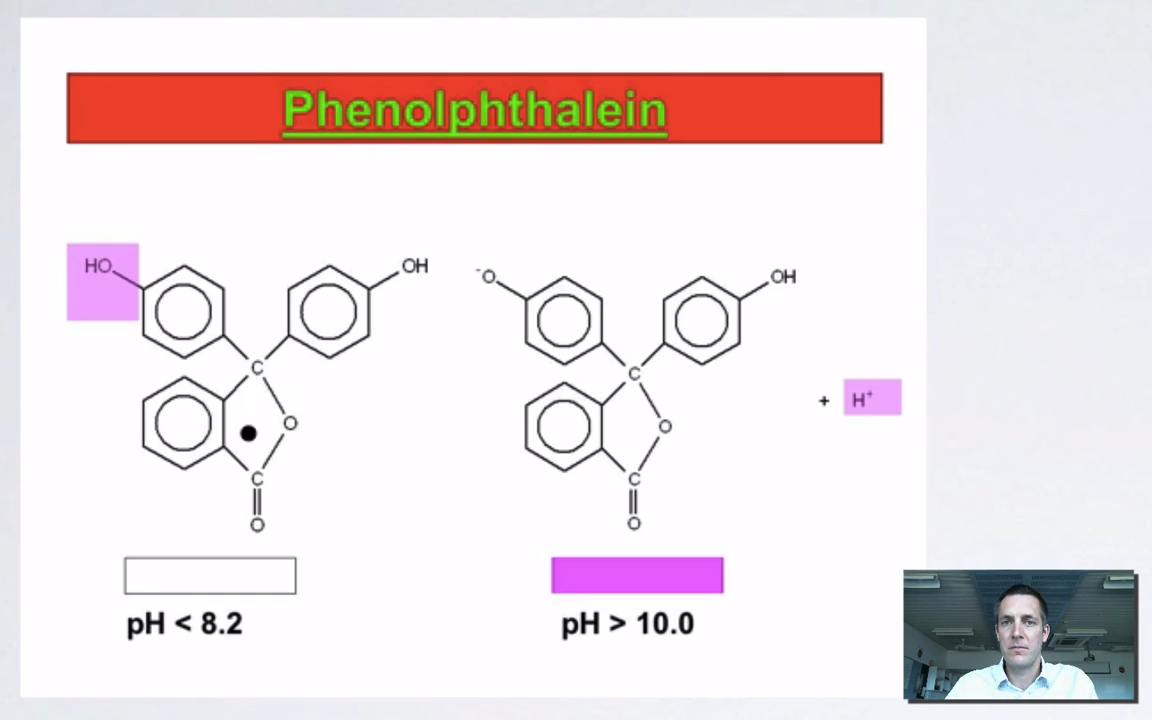 Phenolphthalein
HO
OH
⁻O
OH
C
O
C
O
C
O
C
O
+ H⁺
pH < 8.2
pH > 10.0